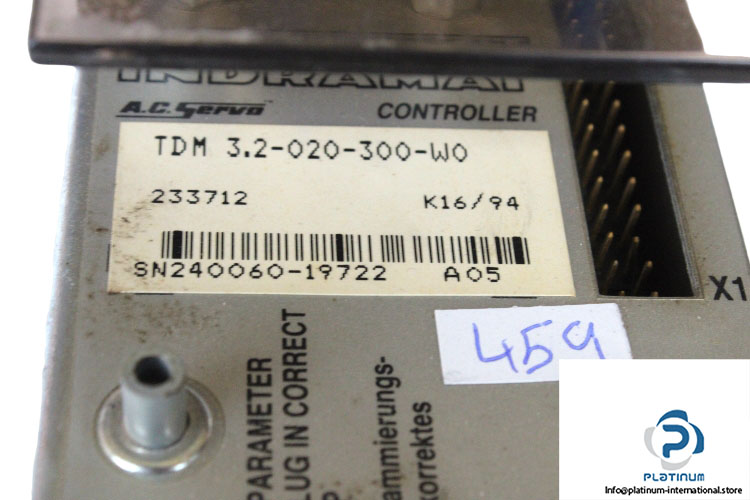 INDRAMAT
A.C. Servo CONTROLLER
TDM 3.2-020-300-W0
233712 K16/94
SN240060-19722 A05
X1
459
PARAMETER
LUG IN CORRECT
ammierungs-
korrektes
P
PLATINUM
Info@platinum-international.store